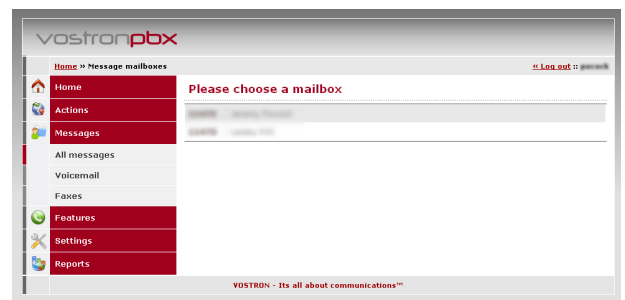 vostronpbx
Home » Message mailboxes
« Log out ::
Home
Please choose a mailbox
Actions
Messages
All messages
Voicemail
Faxes
Features
Settings
Reports
VOSTRON - Its all about communications™